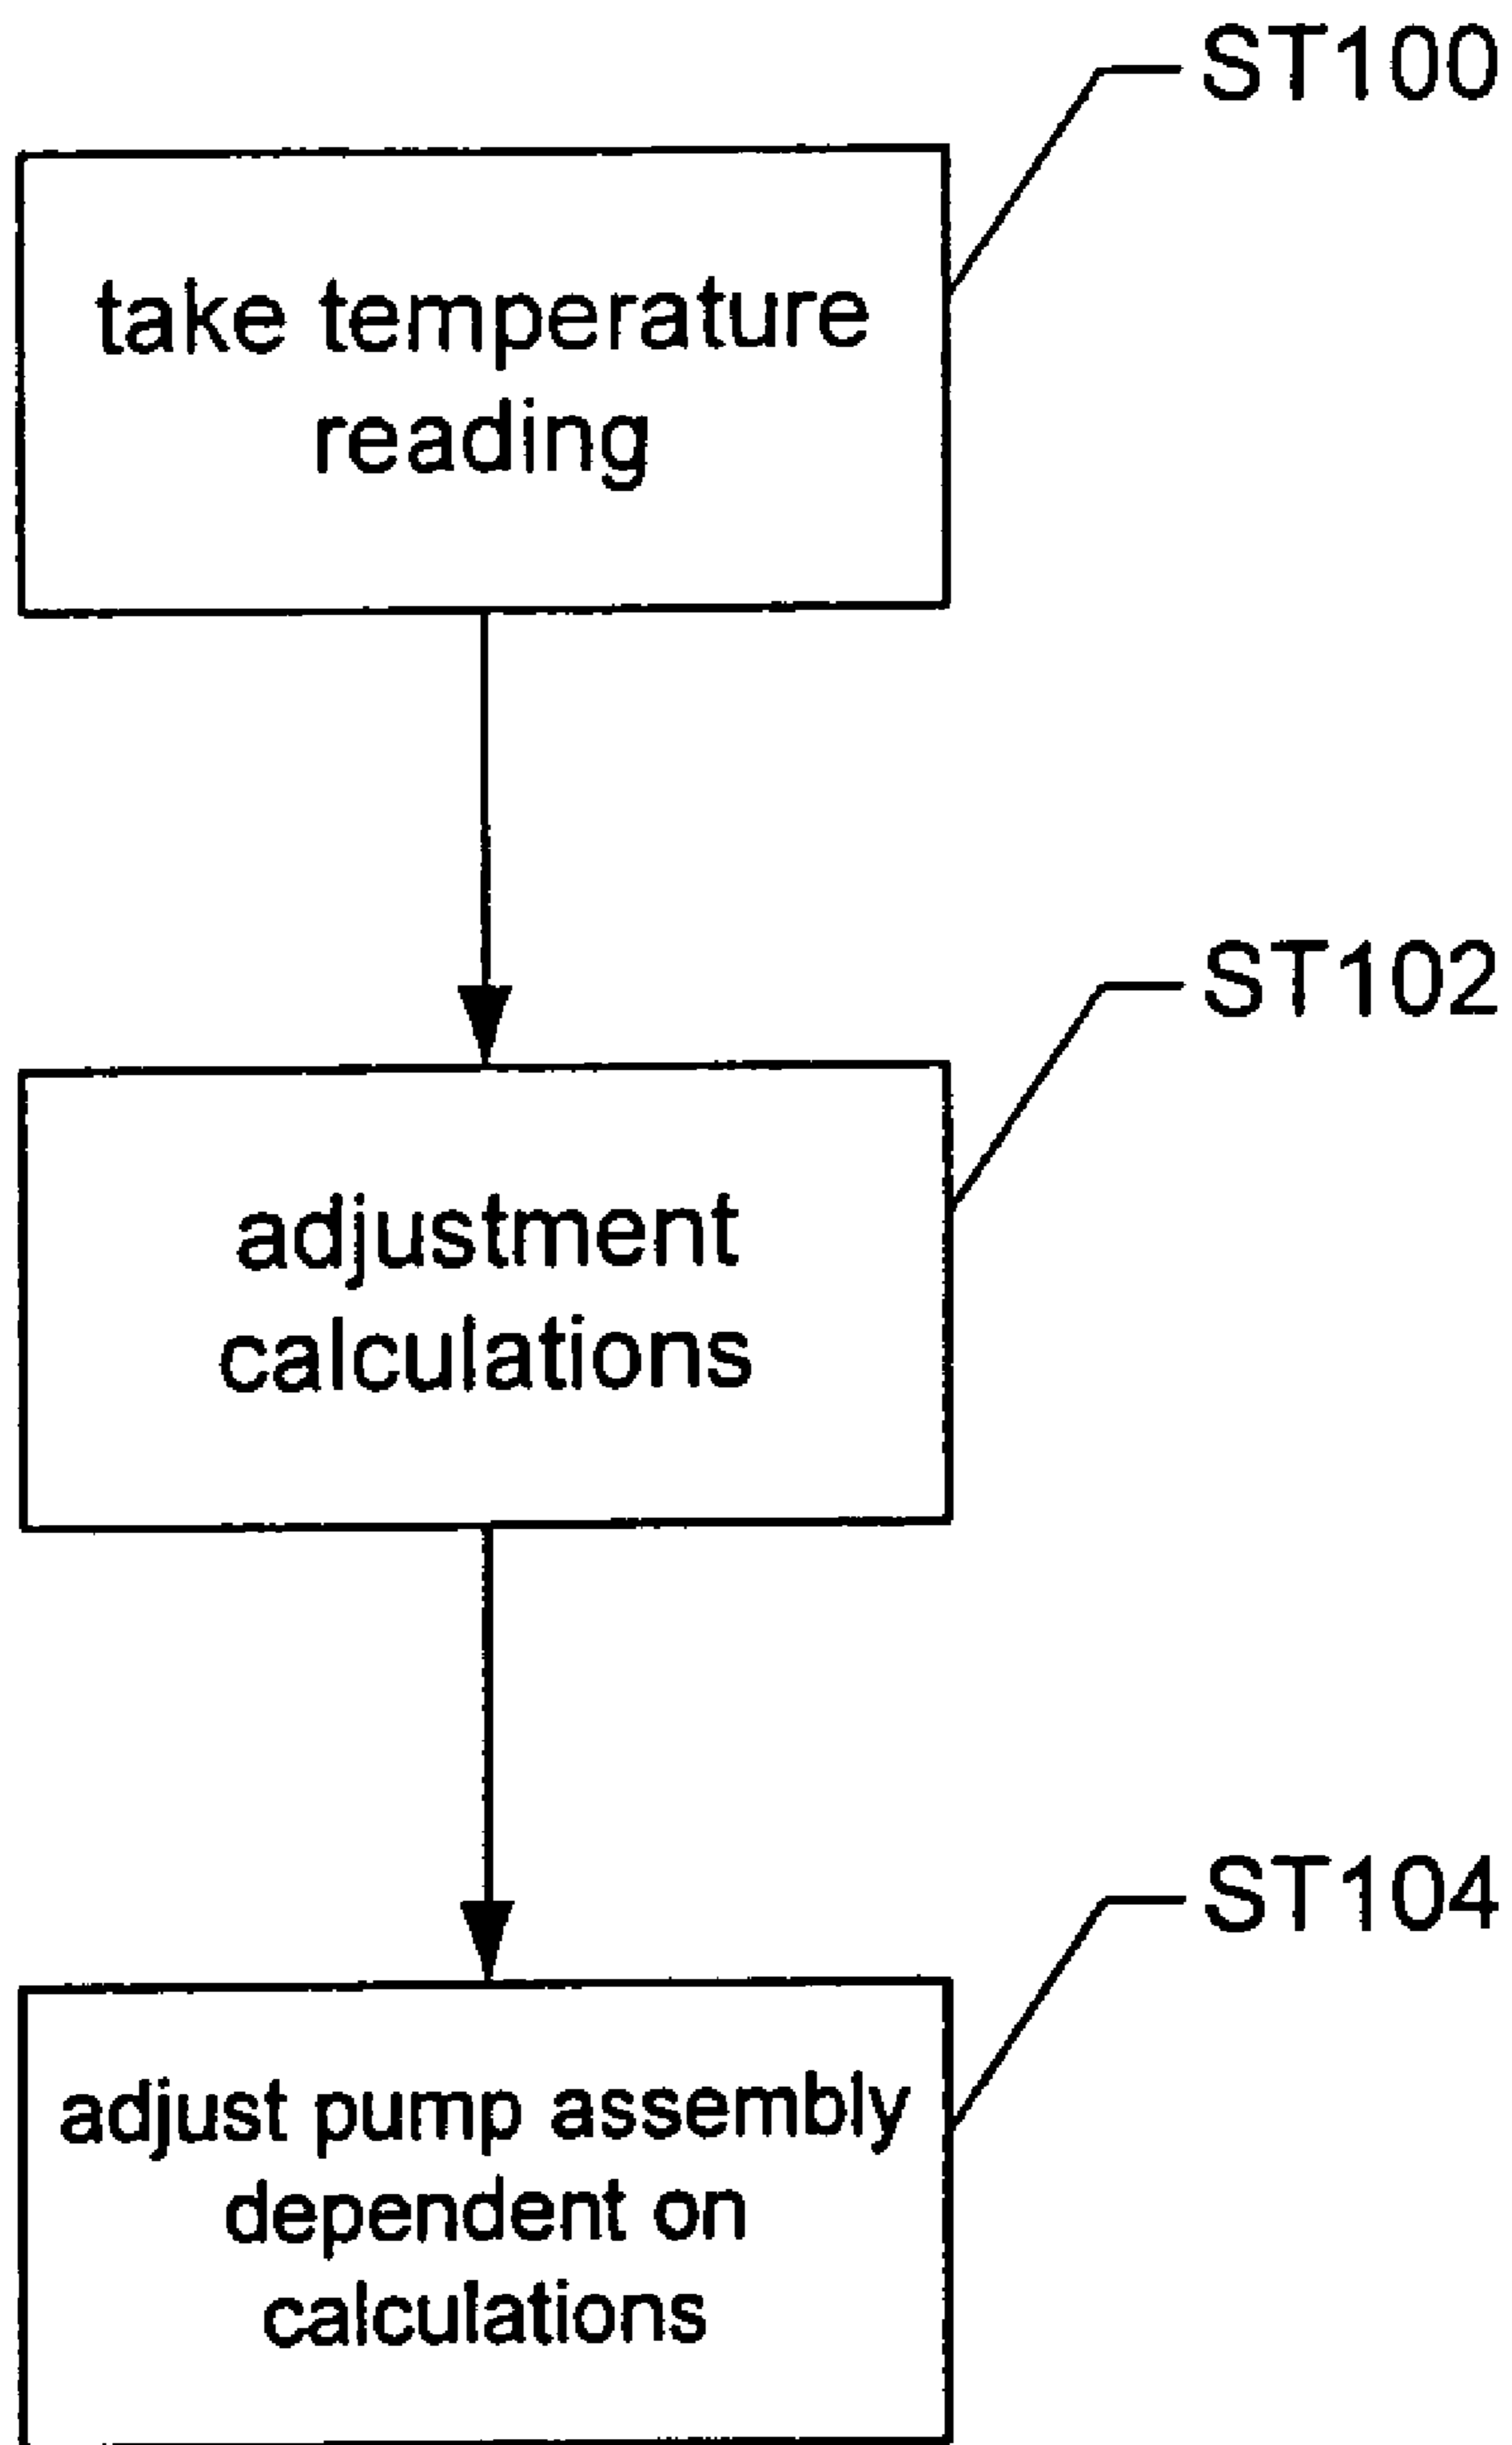 ST100
take temperature
reading
ST102
adjustment
calculations
ST104
adjust pump assembly
dependent on
calculations